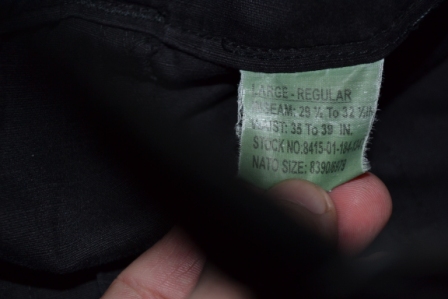 LARGE - REGULAR
INSEAM: 29 ½ To 32 ½ IN.
WAIST: 35 To 39 IN.
STOCK NO. 8415-01-184-
NATO SIZE: